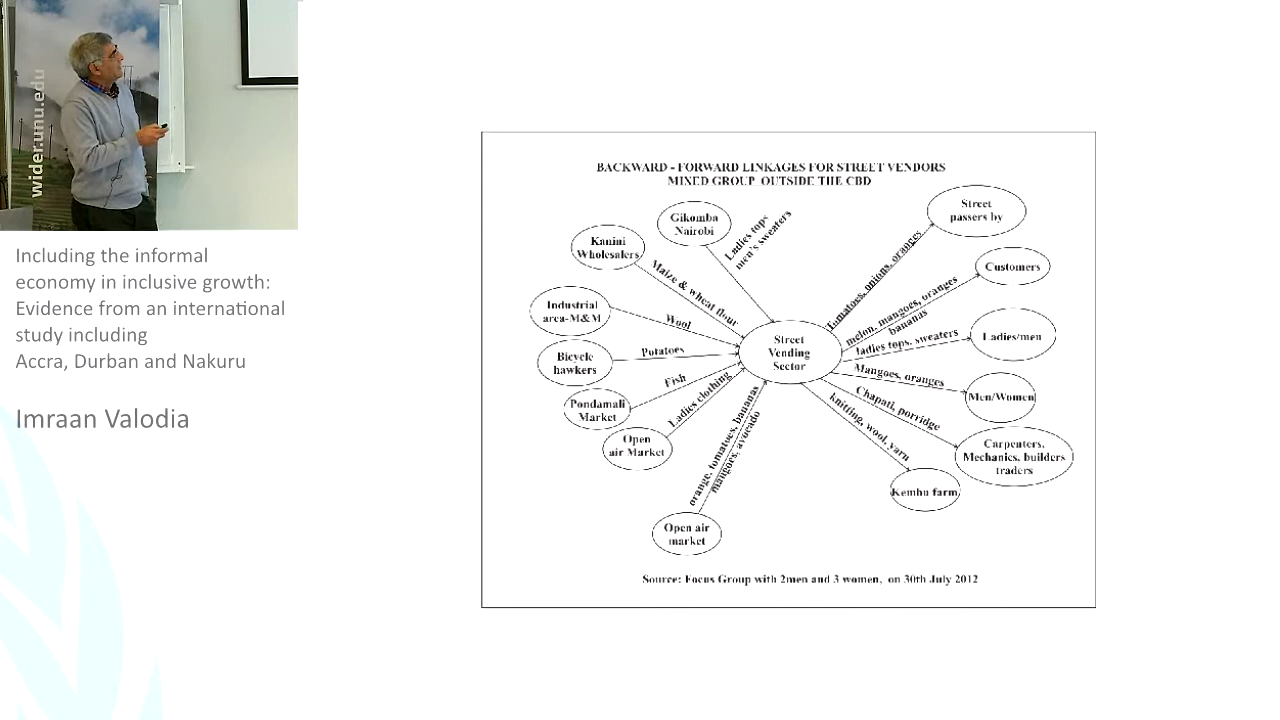 wider.unu.edu
Including the informal
economy in inclusive growth:
Evidence from an international
study including
Accra, Durban and Nakuru
Imraan Valodia
BACKWARD - FORWARD LINKAGES FOR STREET VENDORS
MIXED GROUP OUTSIDE THE CBD
Gikomba
Nairobi
Ladies tops
men's sweaters
Kanini
Wholesalers
Maize & wheat flour
Industrial
area-M&M
Wool
Bicycle
hawkers
Potatoes
Pondamali
Market
Fish
Open
air Market
Ladies clothing
Open air
market
orange, tomatoes, bananas
mangoes, avocado
Street
Vending
Sector
Tomatoes, onions, oranges
Street
passers by
melon, mangoes, oranges
bananas
Customers
ladies tops, sweaters
Ladies/men
Mangoes, oranges
Men/Women
Chapati, porridge
Carpenters,
Mechanics, builders
traders
knitting, wool, yarn
Kembu farm
Source: Focus Group with 2men and 3 women, on 30th July 2012